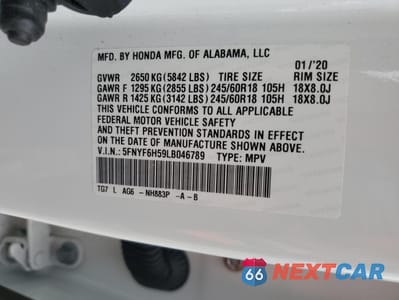 MFD. BY HONDA MFG. OF ALABAMA, LLC 01/'20
GVWR 2650 KG (5842 LBS) TIRE SIZE RIM SIZE
GAWR F 1295 KG (2855 LBS) 245/60R18 105H 18X8.0J
GAWR R 1425 KG (3142 LBS) 245/60R18 105H 18X8.0J
THIS VEHICLE CONFORMS TO ALL APPLICABLE
FEDERAL MOTOR VEHICLE SAFETY, BUMPER,
AND THEFT PREVENTION STANDARDS IN EFFECT
ON THE DATE OF MANUFACTURE SHOWN ABOVE.
V.I.N.: 5FNYF6H59LB046789 TYPE: MPV
TG7 L AG6 - NH883P -A-B
66 NEXTCAR